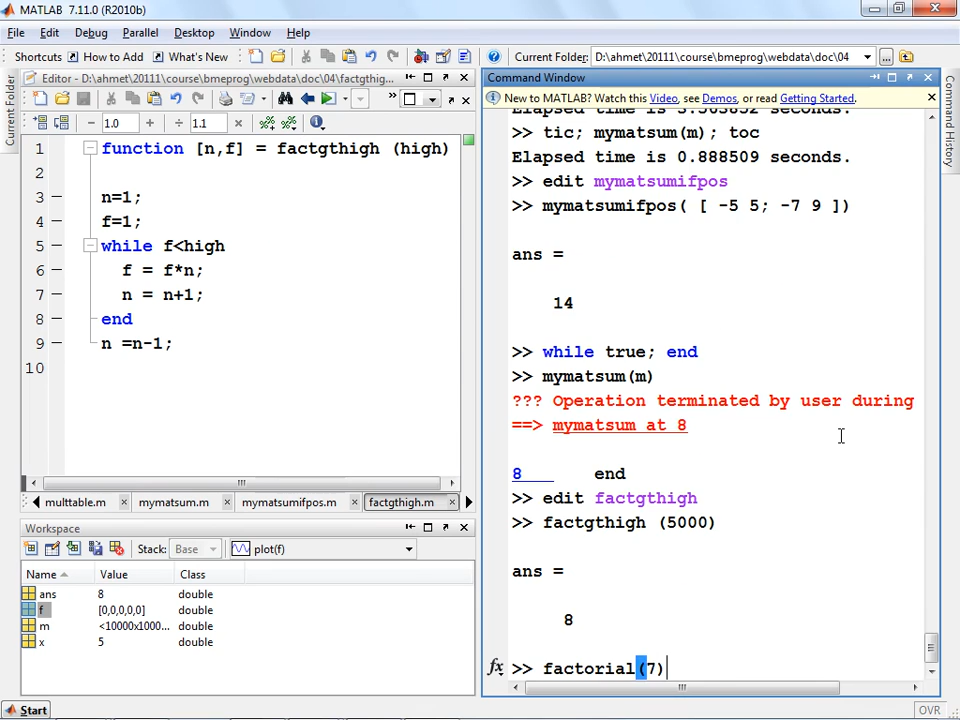 MATLAB 7.11.0 (R2010b)
File Edit Debug Parallel Desktop Window Help
Shortcuts How to Add What's New Current Folder: D:\ahmet\20111\course\bmeprog\webdata\doc\04
Current Folder
Editor - D:\ahmet\20111\course\bmeprog\webdata\doc\04\factgthig...
1.0 1.1
1 function [n,f] = factgthigh (high)
2
3 n=1;
4 f=1;
5 while f<high
6 f = f*n;
7 n = n+1;
8 end
9 n =n-1;
10
multtable.m mymatsum.m mymatsumifpos.m factgthigh.m
Workspace
Stack: Base plot(f)
Name Value Class
ans 8 double
f [0,0,0,0,0] double
m <10000x1000... double
x 5 double
Command Window
New to MATLAB? Watch this Video, see Demos, or read Getting Started.
>> tic; mymatsum(m); toc
Elapsed time is 0.888509 seconds.
>> edit mymatsumifpos
>> mymatsumifpos( [ -5 5; -7 9 ])
ans =
14
>> while true; end
>> mymatsum(m)
??? Operation terminated by user during
==> mymatsum at 8
8 end
>> edit factgthigh
>> factgthigh (5000)
ans =
8
fx >> factorial(7)
Command History
Start
OVR